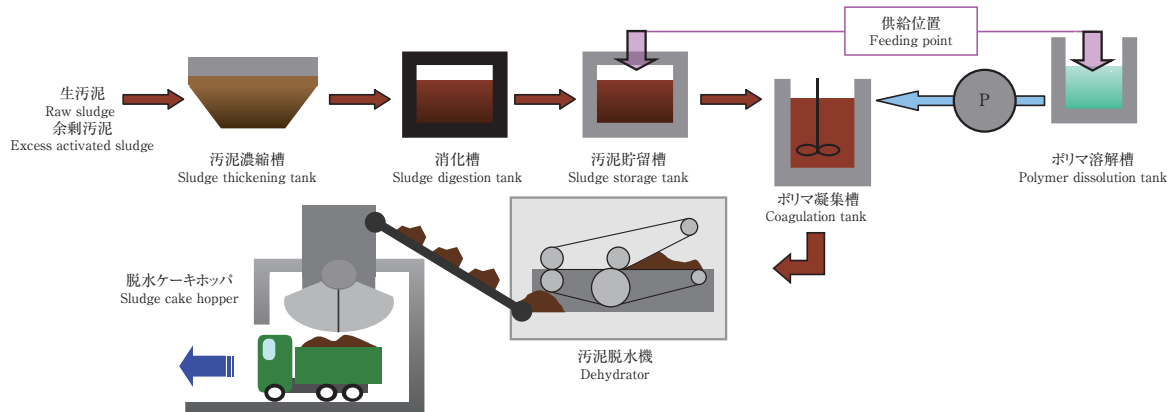 供給位置
Feeding point
生汚泥
Raw sludge
余剰汚泥
Excess activated sludge
P
汚泥濃縮槽
Sludge thickening tank
消化槽
Sludge digestion tank
汚泥貯留槽
Sludge storage tank
ポリマ溶解槽
Polymer dissolution tank
ポリマ凝集槽
Coagulation tank
脱水ケーキホッパ
Sludge cake hopper
汚泥脱水機
Dehydrator